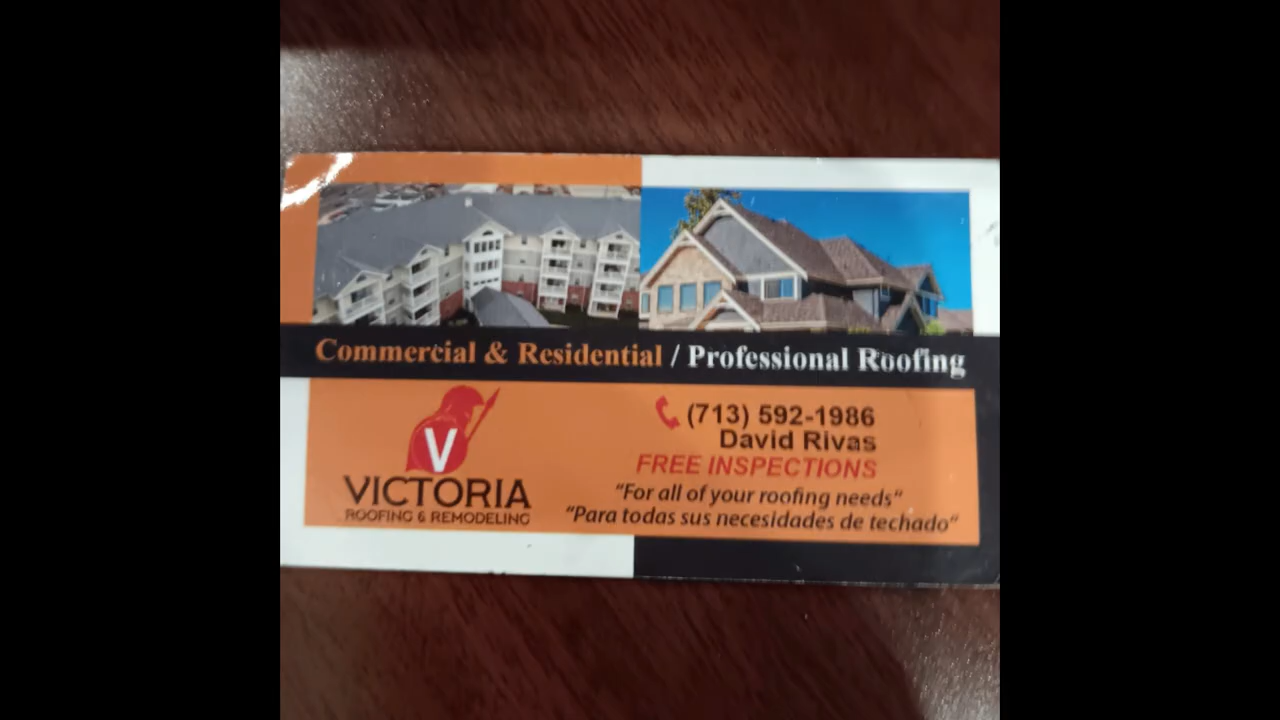 Commercial & Residential / Professional Roofing
V
VICTORIA
ROOFING & REMODELING
(713) 592-1986
David Rivas
FREE INSPECTIONS
“For all of your roofing needs”
“Para todas sus necesidades de techado”